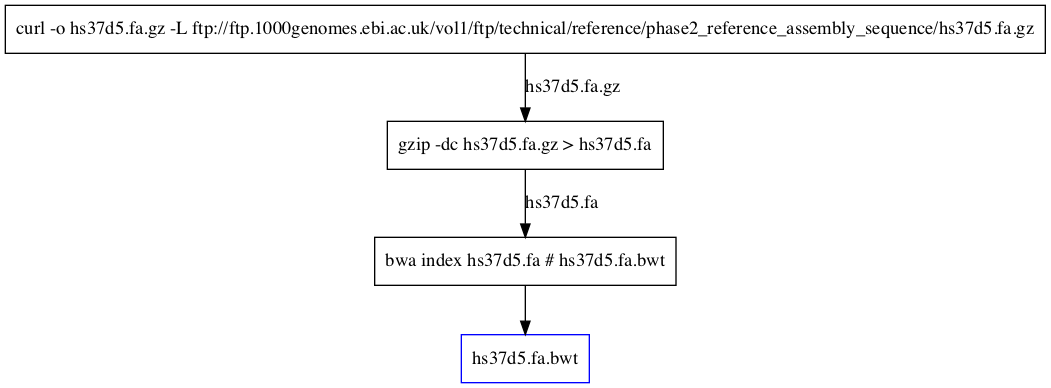 curl -o hs37d5.fa.gz -L ftp://ftp.1000genomes.ebi.ac.uk/vol1/ftp/technical/reference/phase2_reference_assembly_sequence/hs37d5.fa.gz
hs37d5.fa.gz
gzip -dc hs37d5.fa.gz > hs37d5.fa
hs37d5.fa
bwa index hs37d5.fa # hs37d5.fa.bwt
hs37d5.fa.bwt